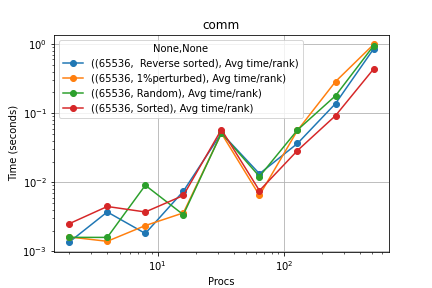 comm
None,None
((65536,  Reverse sorted), Avg time/rank)
((65536, 1%perturbed), Avg time/rank)
((65536, Random), Avg time/rank)
((65536, Sorted), Avg time/rank)
Time (seconds)
10⁰
10⁻¹
10⁻²
10⁻³
10¹ 10²
Procs